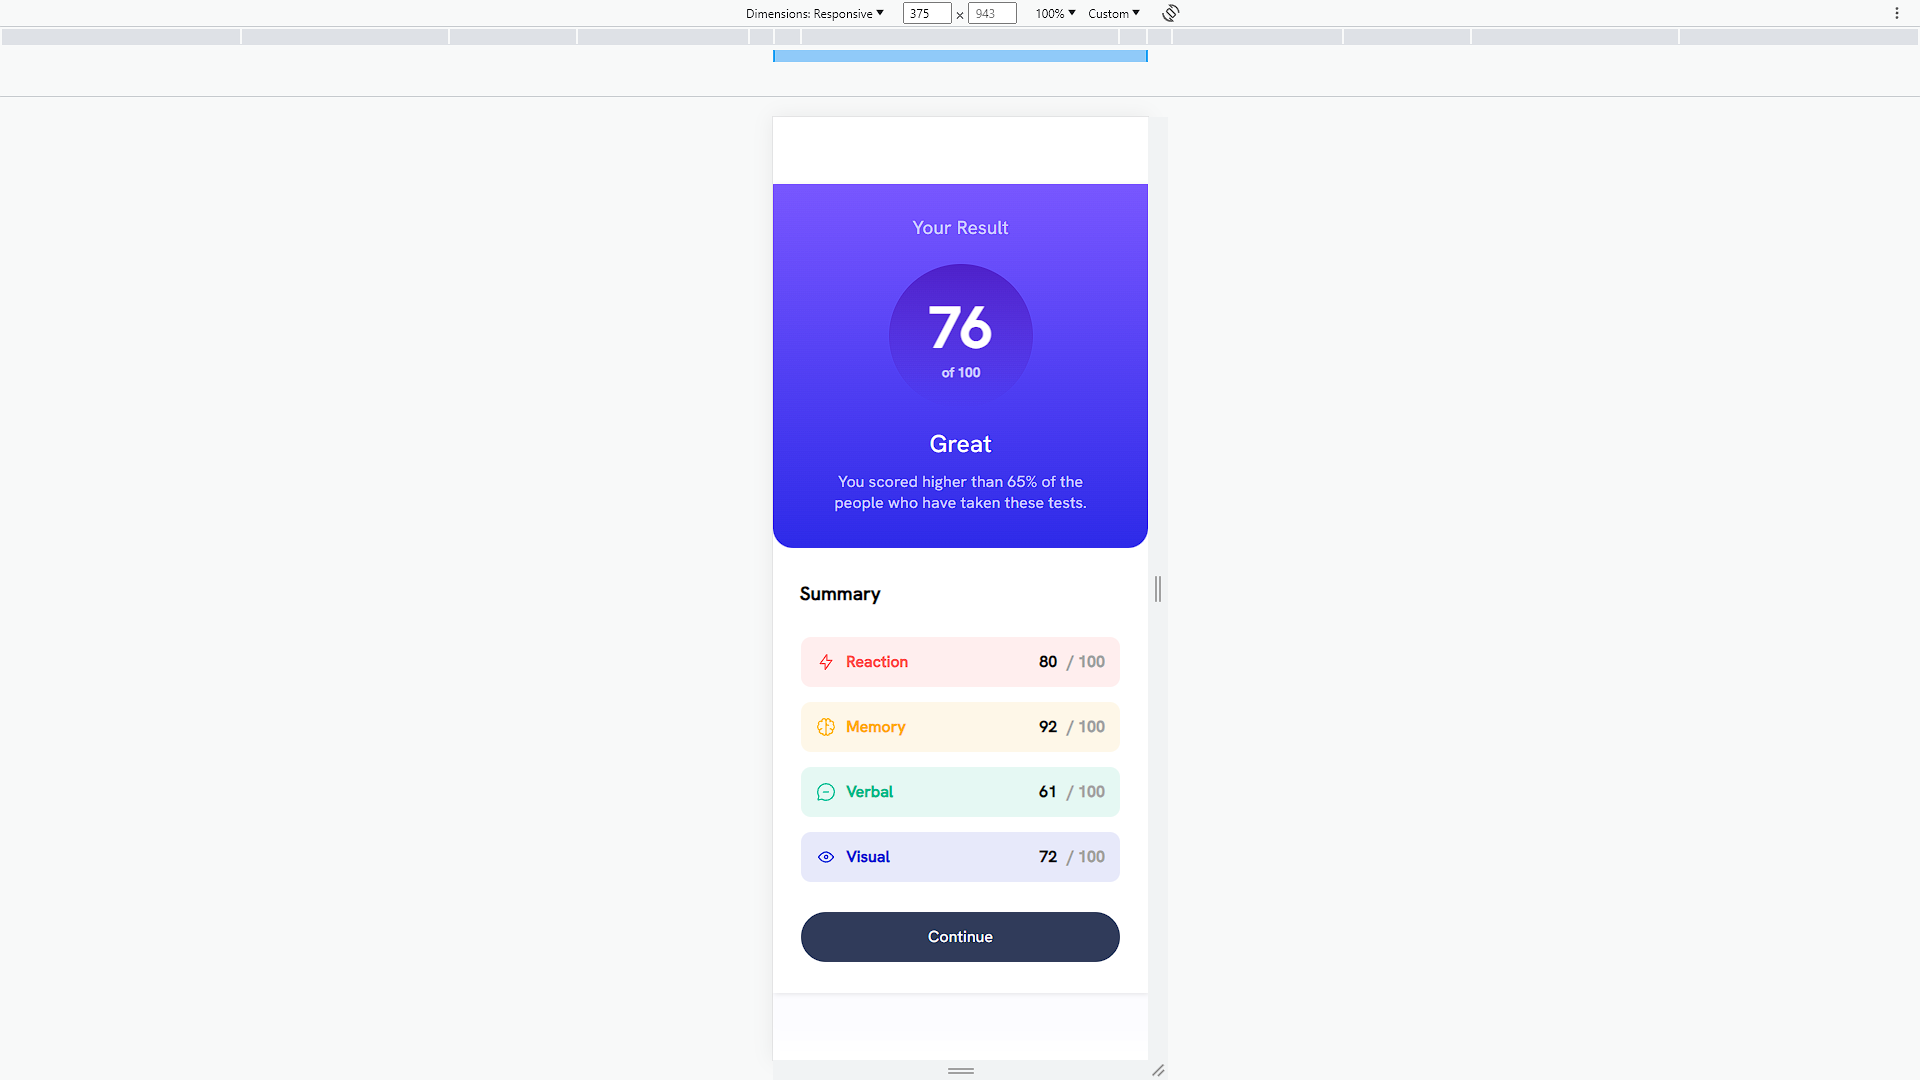 Dimensions: Responsive 375 × 943 100% Custom
Your Result
76
of 100
Great
You scored higher than 65% of the
people who have taken these tests.
Summary
Reaction 80 / 100
Memory 92 / 100
Verbal 61 / 100
Visual 72 / 100
Continue